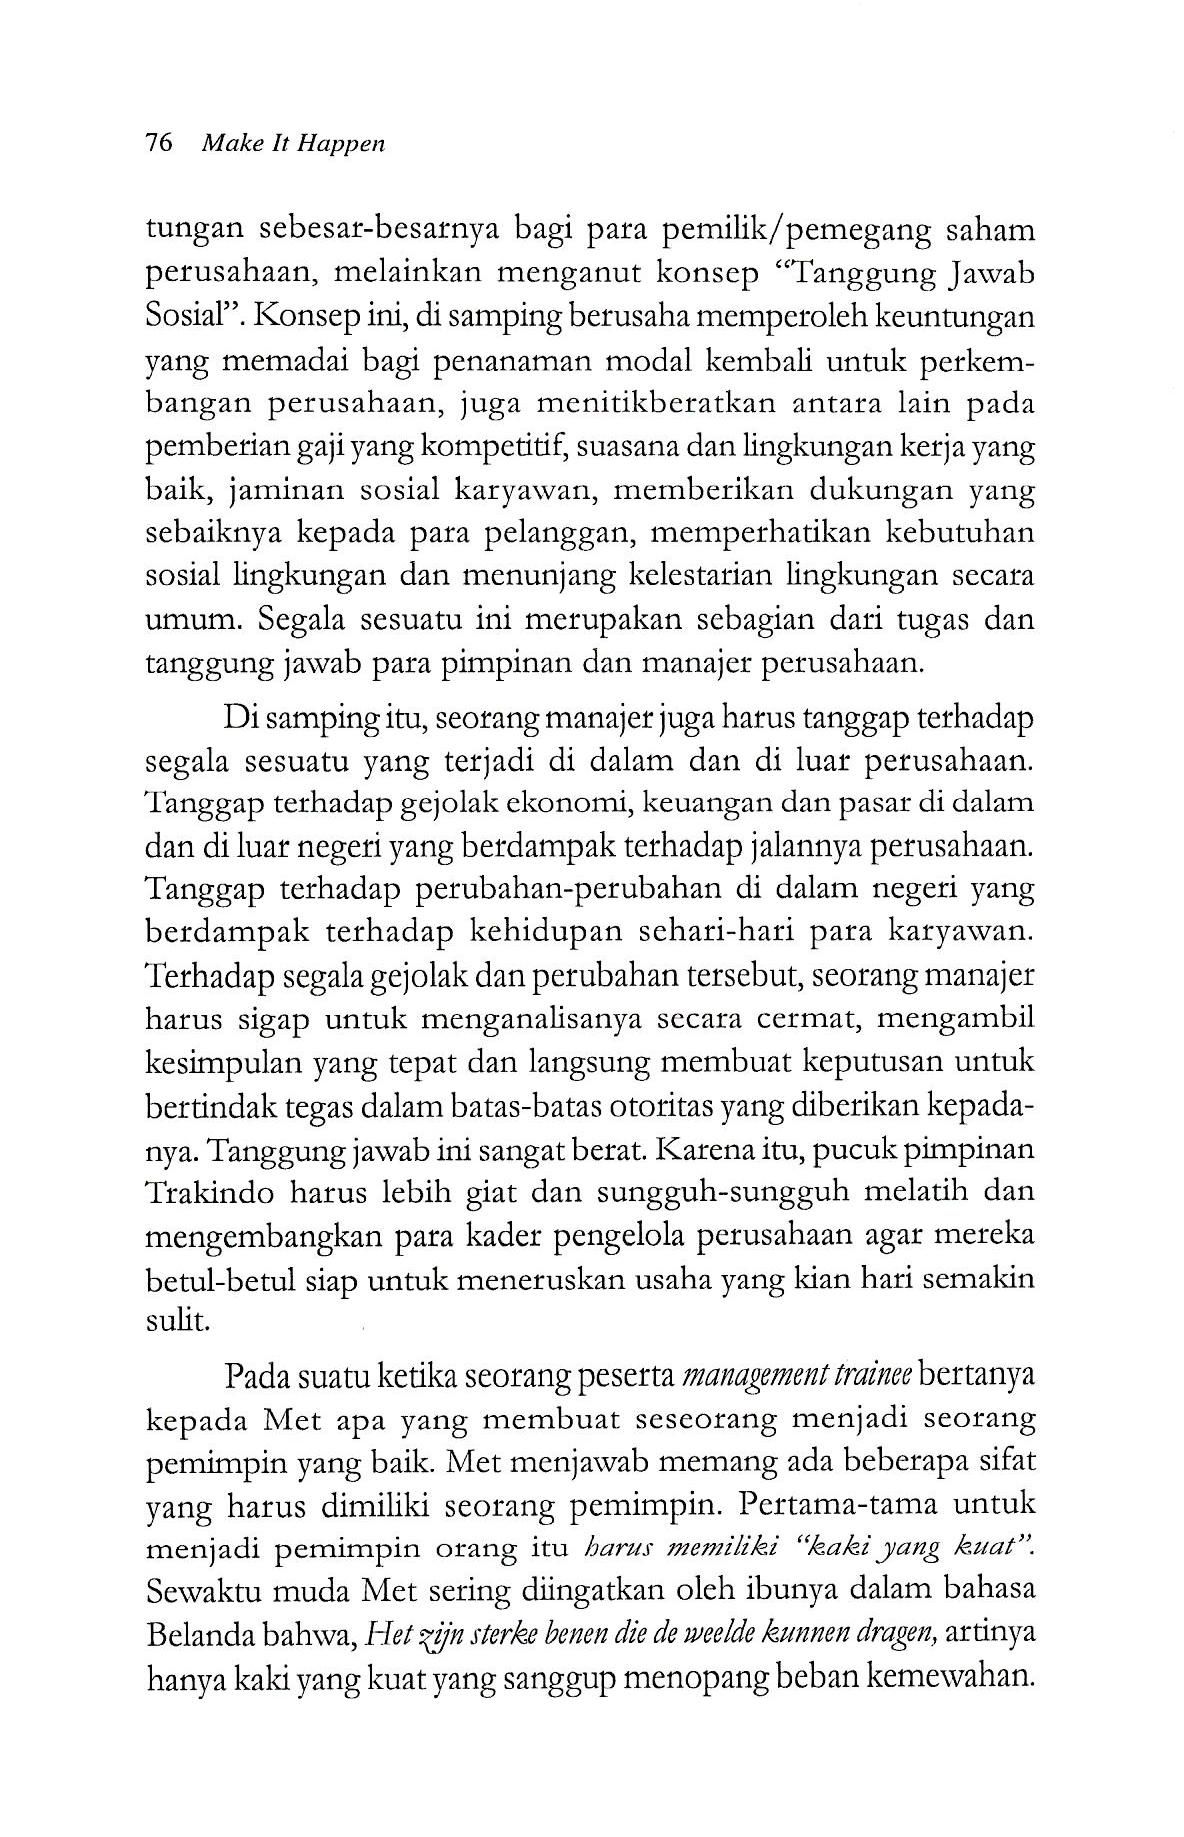 76 Make It Happen
tungan sebesar-besarnya bagi para pemilik/pemegang saham
perusahaan, melainkan menganut konsep “Tanggung Jawab
Sosial”. Konsep ini, di samping berusaha memperoleh keuntungan
yang memadai bagi penanaman modal kembali untuk perkem-
bangan perusahaan, juga menitikberatkan antara lain pada
pemberian gaji yang kompetitif, suasana dan lingkungan kerja yang
baik, jaminan sosial karyawan, memberikan dukungan yang
sebaiknya kepada para pelanggan, memperhatikan kebutuhan
sosial lingkungan dan menunjang kelestarian lingkungan secara
umum. Segala sesuatu ini merupakan sebagian dari tugas dan
tanggung jawab para pimpinan dan manajer perusahaan.
Di samping itu, seorang manajer juga harus tanggap terhadap
segala sesuatu yang terjadi di dalam dan di luar perusahaan.
Tanggap terhadap gejolak ekonomi, keuangan dan pasar di dalam
dan di luar negeri yang berdampak terhadap jalannya perusahaan.
Tanggap terhadap perubahan-perubahan di dalam negeri yang
berdampak terhadap kehidupan sehari-hari para karyawan.
Terhadap segala gejolak dan perubahan tersebut, seorang manajer
harus sigap untuk menganalisanya secara cermat, mengambil
kesimpulan yang tepat dan langsung membuat keputusan untuk
bertindak tegas dalam batas-batas otoritas yang diberikan kepada-
nya. Tanggung jawab ini sangat berat. Karena itu, pucuk pimpinan
Trakindo harus lebih giat dan sungguh-sungguh melatih dan
mengembangkan para kader pengelola perusahaan agar mereka
betul-betul siap untuk meneruskan usaha yang kian hari semakin
sulit.
Pada suatu ketika seorang peserta management trainee bertanya
kepada Met apa yang membuat seseorang menjadi seorang
pemimpin yang baik. Met menjawab memang ada beberapa sifat
yang harus dimiliki seorang pemimpin. Pertama-tama untuk
menjadi pemimpin orang itu harus memiliki “kaki yang kuat”.
Sewaktu muda Met sering diingatkan oleh ibunya dalam bahasa
Belanda bahwa, Het zijn sterke benen die de weelde kunnen dragen, artinya
hanya kaki yang kuat yang sanggup menopang beban kemewahan.